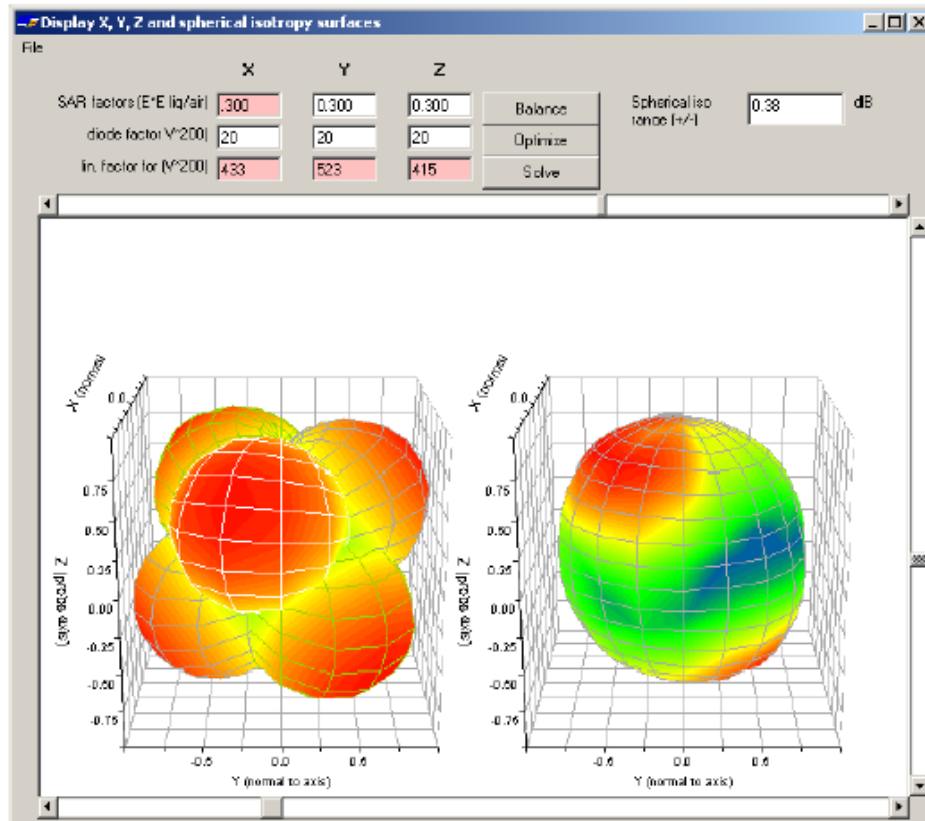 Display X, Y, Z and spherical isotropy surfaces
File
X Y Z
SAR factors (E*E liq/air) .300 0.300 0.300 Balance Spherical iso range (+/-) 0.38 dB
diode factor V*200) 20 20 20 Optimize
lin. factor for (V*200) 433 523 415 Solve
X (normal
0.0
0.75
0.50
0.25
0.00
-0.25
-0.50
-0.75
Z (probe-axis)
-0.5 0.0 0.5
Y (normal to axis)
X (normal
0.0
0.75
0.50
0.25
0.00
-0.25
-0.50
-0.75
Z (probe-axis)
-0.5 0.0 0.5
Y (normal to axis)